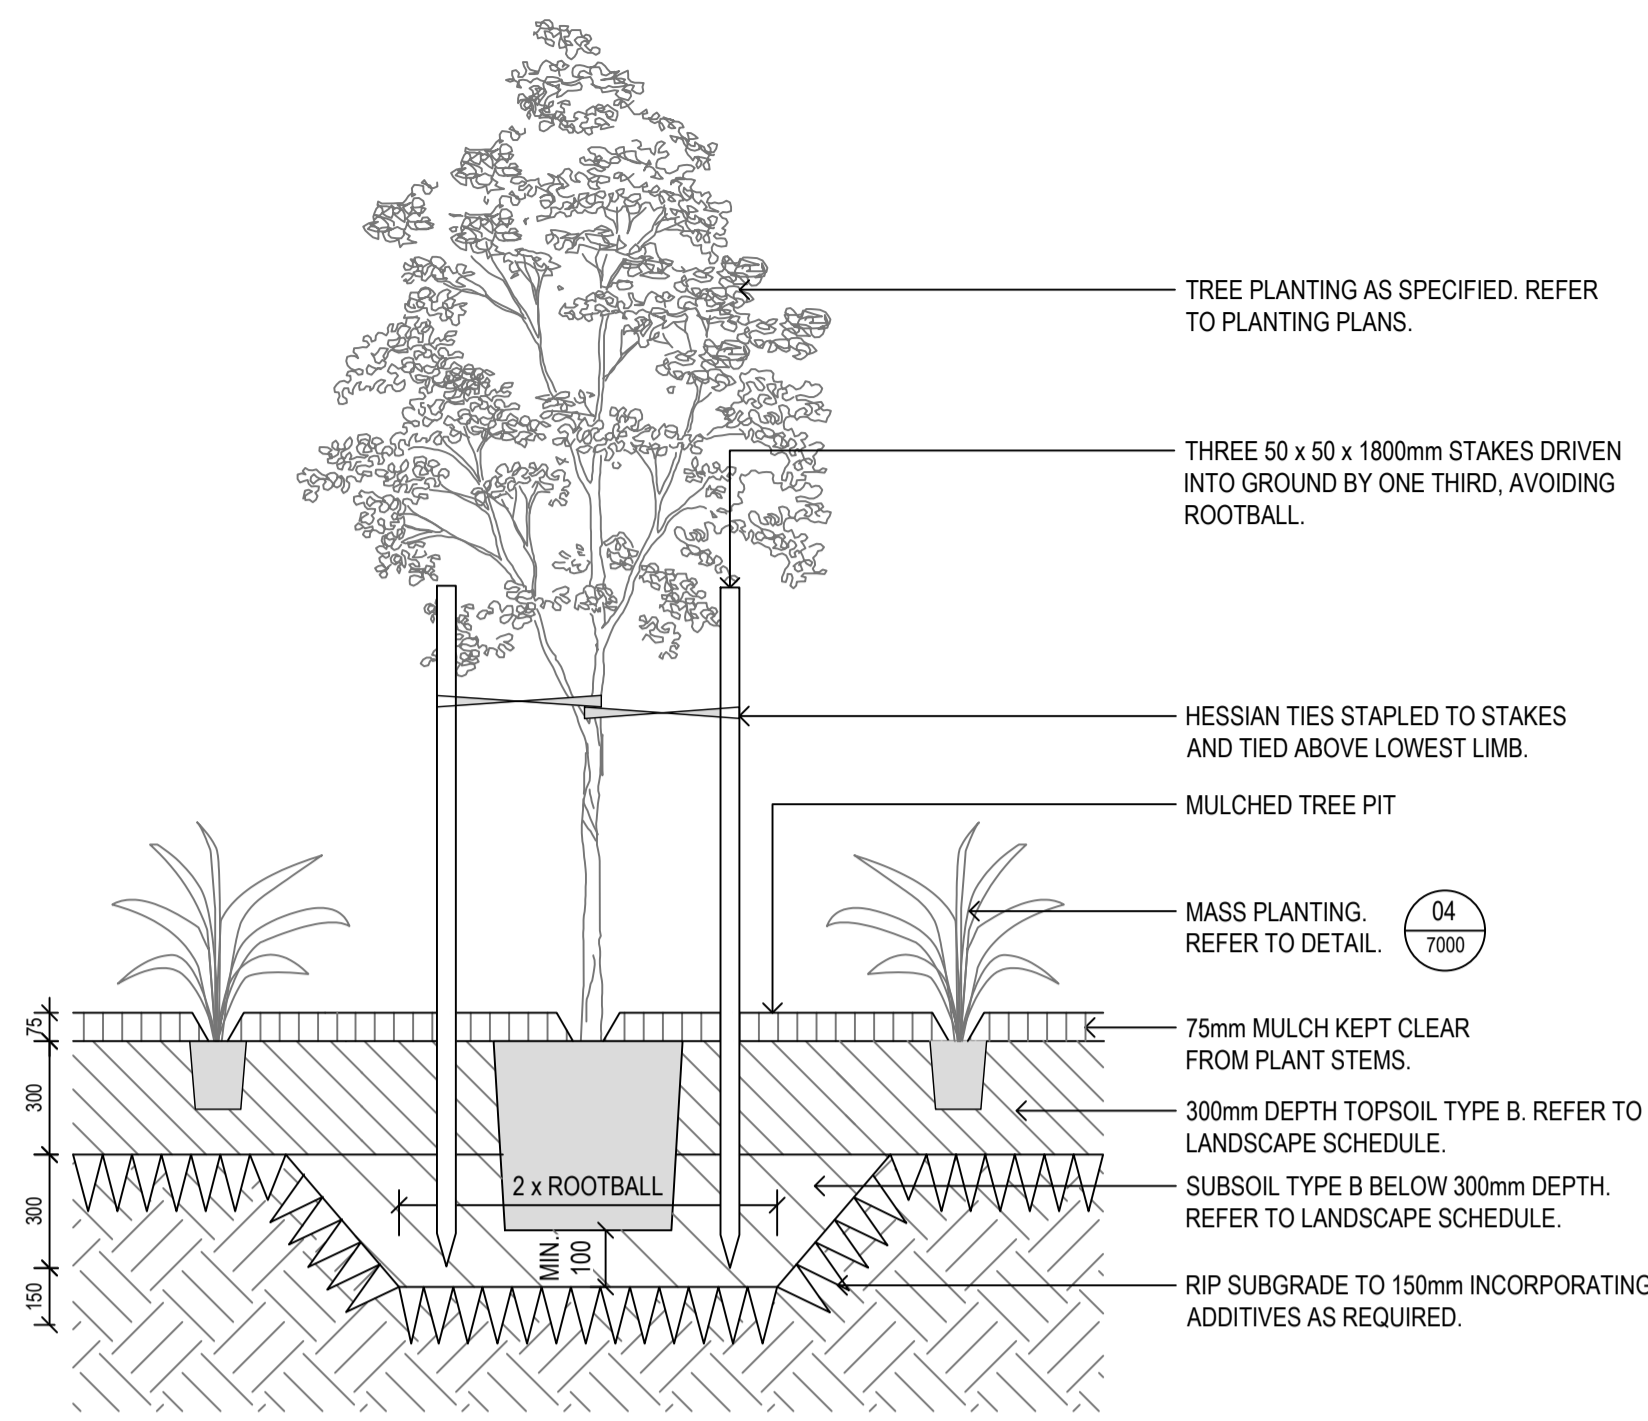 TREE PLANTING AS SPECIFIED. REFER
TO PLANTING PLANS.
THREE 50 x 50 x 1800mm STAKES DRIVEN
INTO GROUND BY ONE THIRD, AVOIDING
ROOTBALL.
HESSIAN TIES STAPLED TO STAKES
AND TIED ABOVE LOWEST LIMB.
MULCHED TREE PIT
MASS PLANTING.
REFER TO DETAIL.
04
7000
75mm MULCH KEPT CLEAR
FROM PLANT STEMS.
300mm DEPTH TOPSOIL TYPE B. REFER TO
LANDSCAPE SCHEDULE.
SUBSOIL TYPE B BELOW 300mm DEPTH.
REFER TO LANDSCAPE SCHEDULE.
RIP SUBGRADE TO 150mm INCORPORATING
ADDITIVES AS REQUIRED.
75
300
300
150
2 x ROOTBALL
MIN.
100